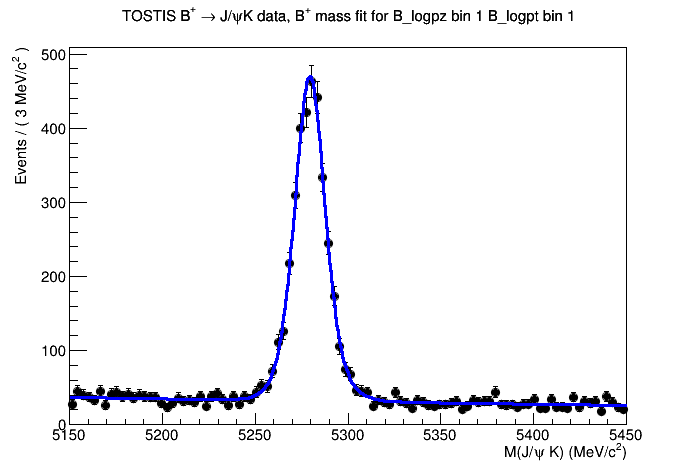 TOSTIS B⁺ → J/ψK data, B⁺ mass fit for B_logpz bin 1 B_logpt bin 1
Events / ( 3 MeV/c² )
500
400
300
200
100
0
5150 5200 5250 5300 5350 5400 5450
M(J/ψ K) (MeV/c²)